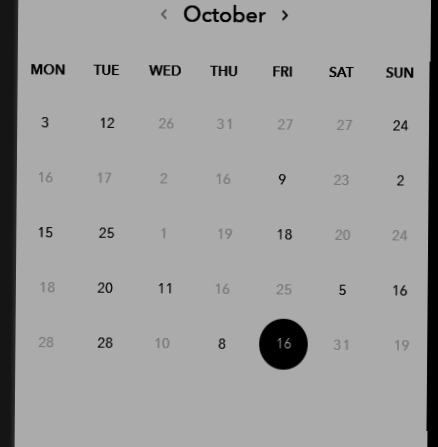 ‹ October ›
MON TUE WED THU FRI SAT SUN
3 12 26 31 27 27 24
16 17 2 16 9 23 2
15 25 1 19 18 20 24
18 20 11 16 25 5 16
28 28 10 8 16 31 19